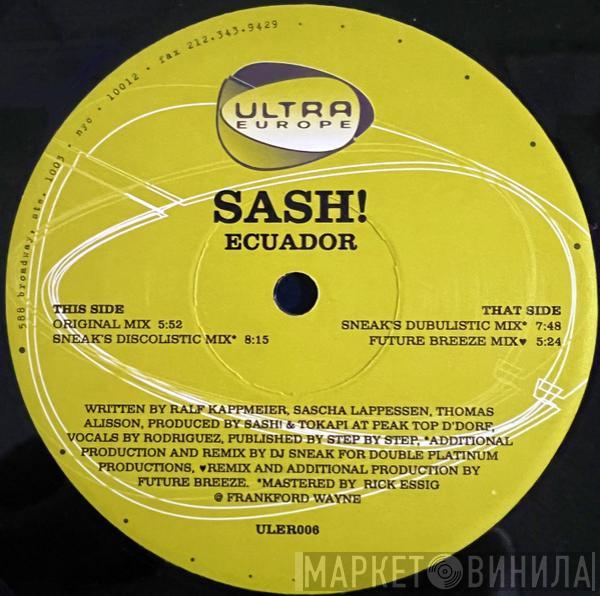 588 broadway, ste. 1003 • nyc • 10012 • fax 212.343.9429
ULTRA
EUROPE
SASH!
ECUADOR
THIS SIDE
ORIGINAL MIX 5:52
SNEAK'S DISCOLISTIC MIX* 8:15
THAT SIDE
SNEAK'S DUBULISTIC MIX* 7:48
FUTURE BREEZE MIX♥ 5:24
WRITTEN BY RALF KAPPMEIER, SASCHA LAPPESSEN, THOMAS
ALISSON, PRODUCED BY SASH! & TOKAPI AT PEAK TOP D'DORF,
VOCALS BY RODRIGUEZ, PUBLISHED BY STEP BY STEP, *ADDITIONAL
PRODUCTION AND REMIX BY DJ SNEAK FOR DOUBLE PLATINUM
PRODUCTIONS, ♥REMIX AND ADDITIONAL PRODUCTION BY
FUTURE BREEZE. *MASTERED BY RICK ESSIG
@ FRANKFORD WAYNE
ULER006
МАРКЕТ ВИНИЛА